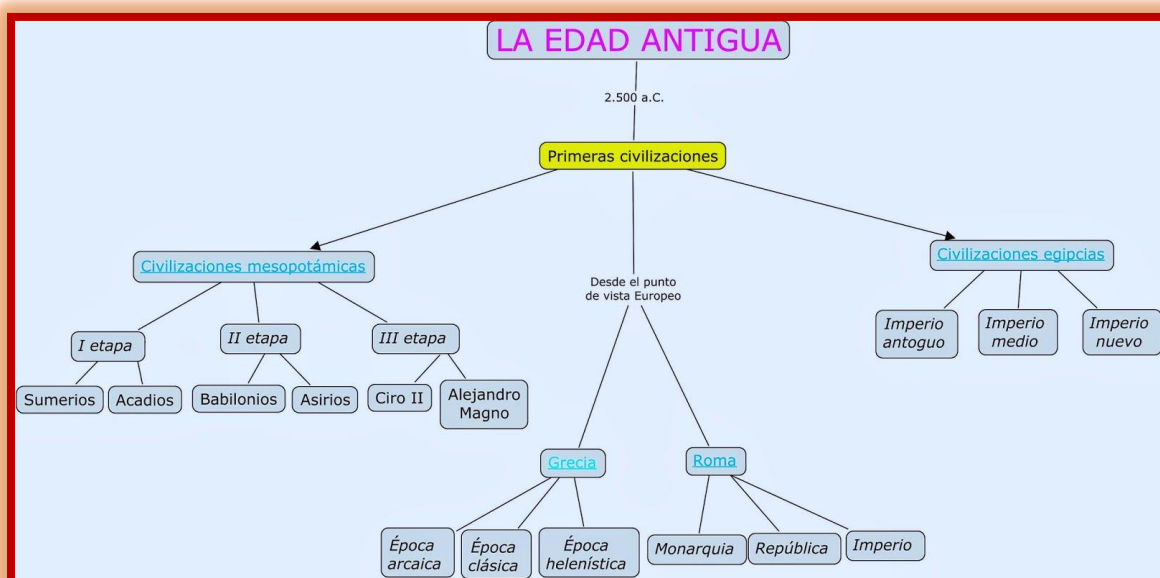 LA EDAD ANTIGUA
2.500 a.C.
Primeras civilizaciones
Civilizaciones mesopotámicas
I etapa
Sumerios
Acadios
II etapa
Babilonios
Asirios
III etapa
Ciro II
Alejandro
Magno
Desde el punto
de vista Europeo
Grecia
Época
arcaica
Época
clásica
Época
helenística
Roma
Monarquia
República
Imperio
Civilizaciones egipcias
Imperio
antoguo
Imperio
medio
Imperio
nuevo